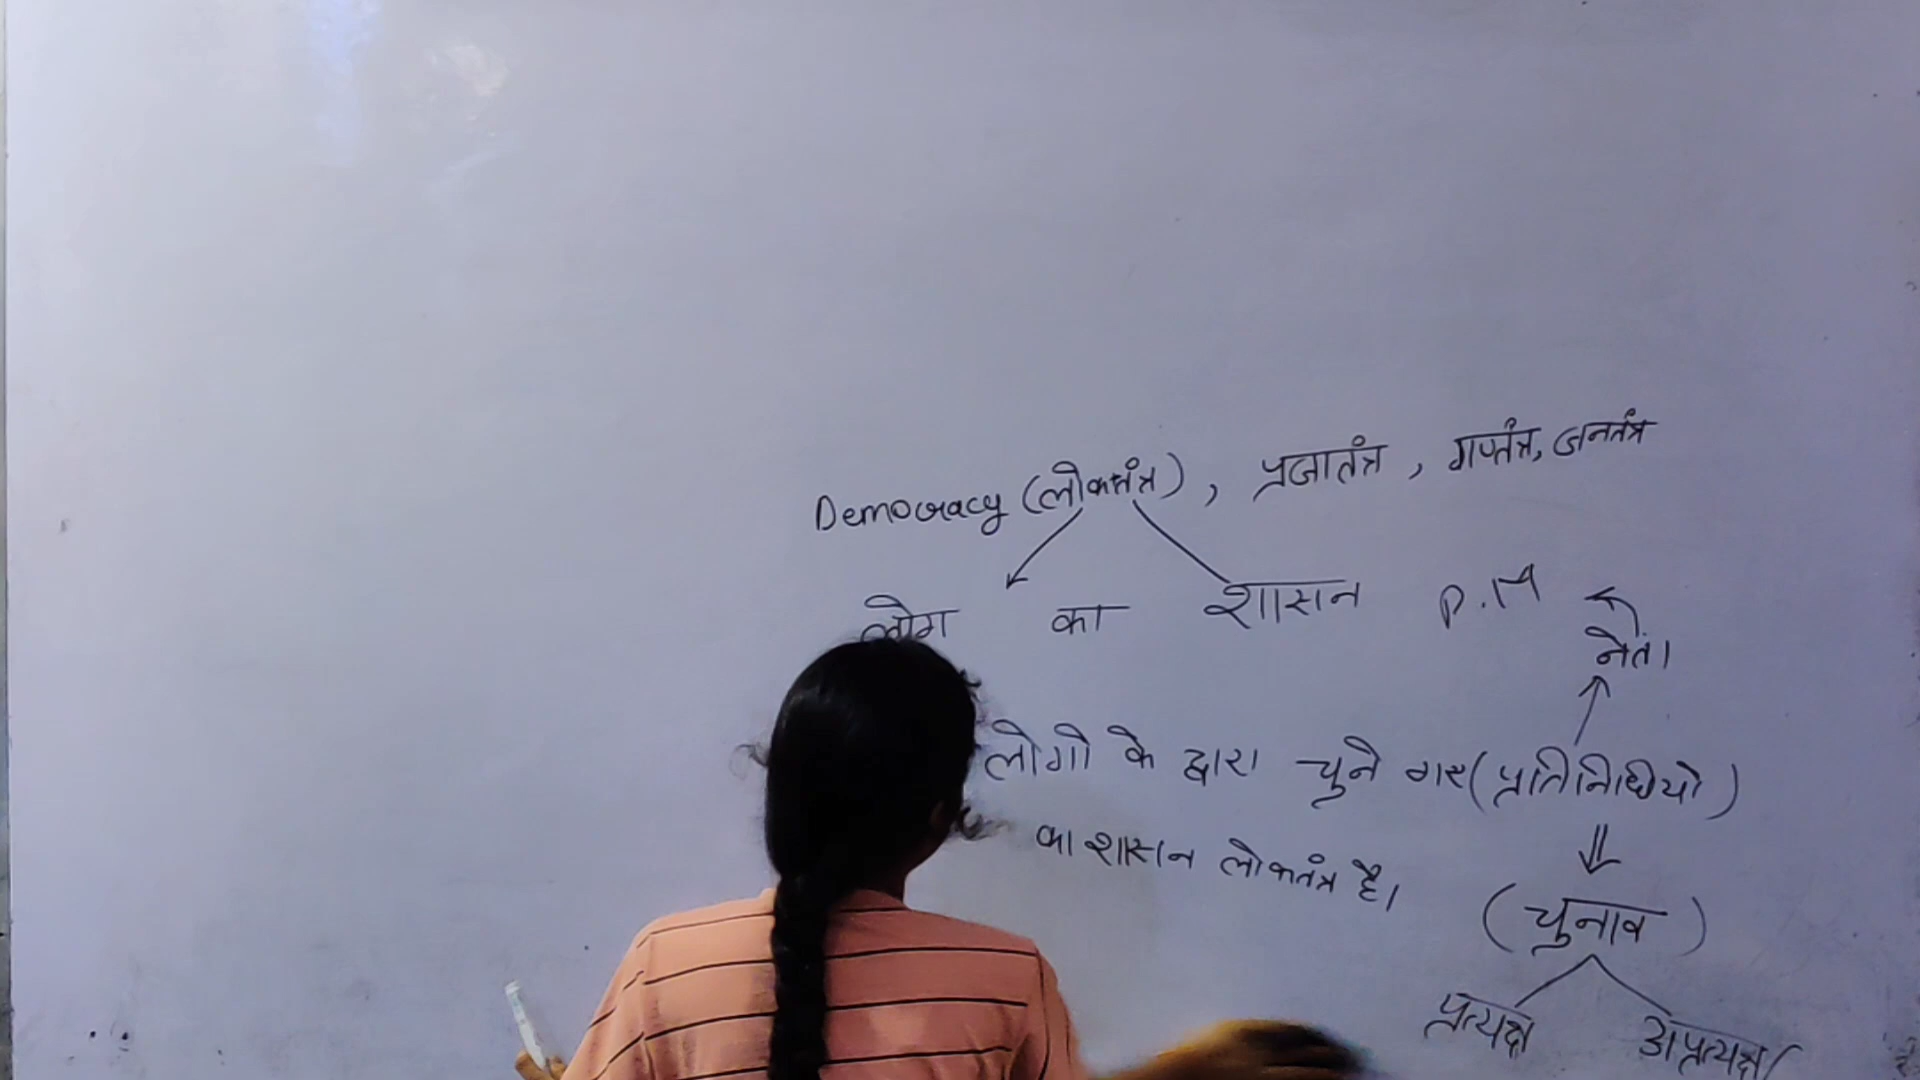 Democracy (लोकतंत्र), प्रजातंत्र, गणतंत्र, जनतंत्र
लोग का शासन P.M
नेता
लोगो के द्वारा चुने गए (प्रतिनिधियो)
का शासन लोकतंत्र है।
(चुनाव)
प्रत्यक्ष अप्रत्यक्ष